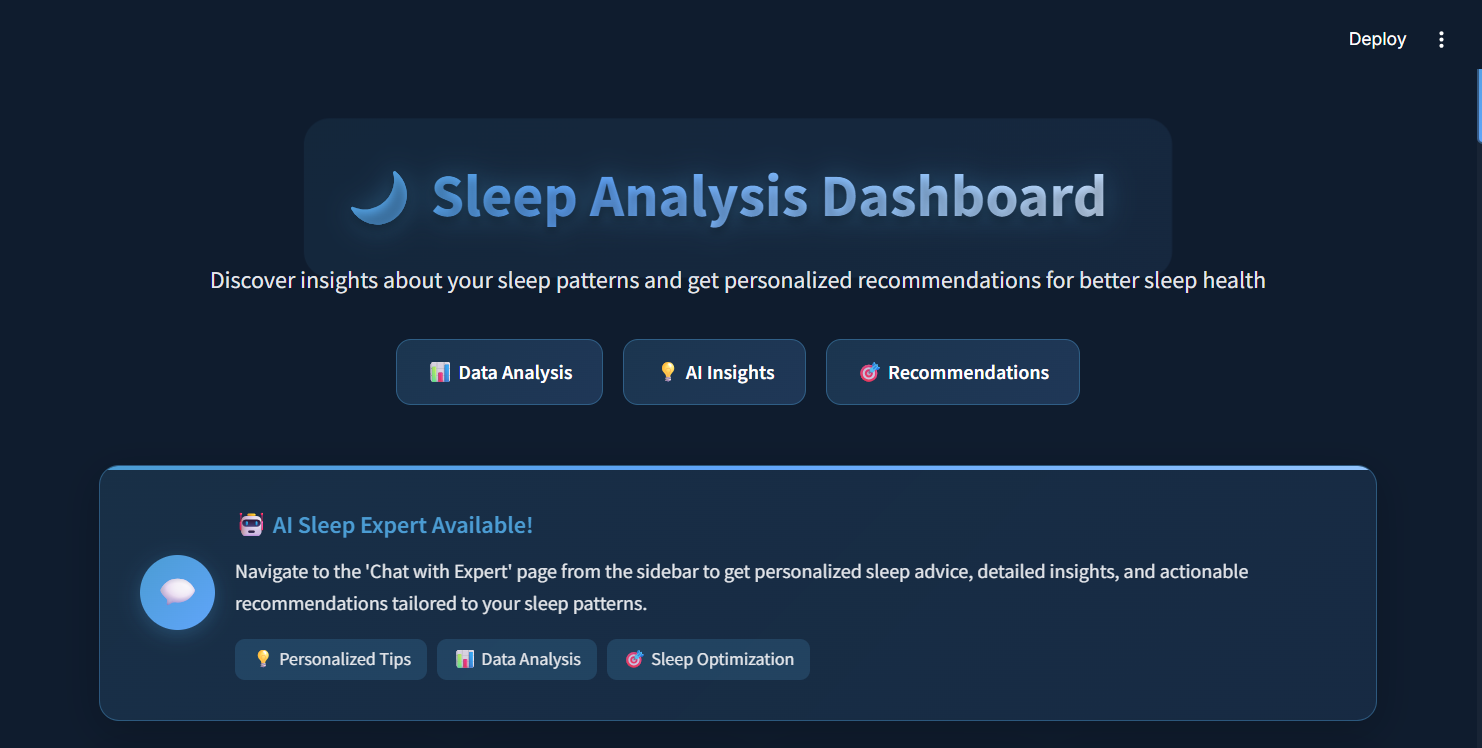 Deploy
Sleep Analysis Dashboard
Discover insights about your sleep patterns and get personalized recommendations for better sleep health
Data Analysis
AI Insights
Recommendations
AI Sleep Expert Available!
Navigate to the 'Chat with Expert' page from the sidebar to get personalized sleep advice, detailed insights, and actionable
recommendations tailored to your sleep patterns.
Personalized Tips
Data Analysis
Sleep Optimization